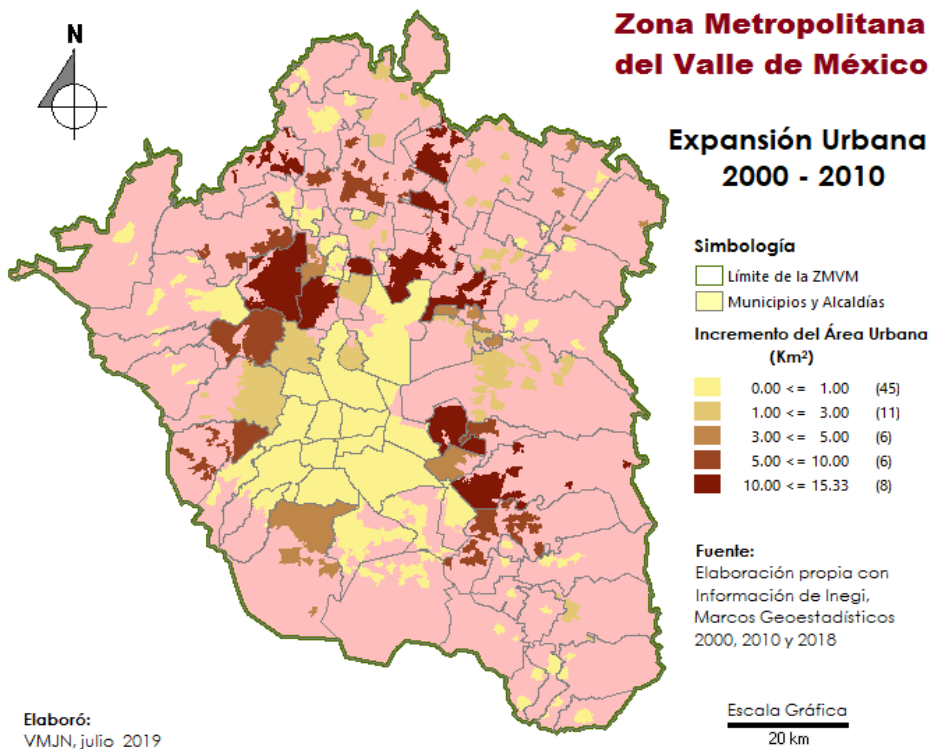 Zona Metropolitana
del Valle de México
N
Expansión Urbana
2000 - 2010
Simbología
Límite de la ZMVM
Municipios y Alcaldías
Incremento del Área Urbana
(Km²)
0.00 <= 1.00 (45)
1.00 <= 3.00 (11)
3.00 <= 5.00 (6)
5.00 <= 10.00 (6)
10.00 <= 15.33 (8)
Fuente:
Elaboración propia con
Información de Inegi,
Marcos Geoestadísticos
2000, 2010 y 2018
Escala Gráfica
20 km
Elaboró:
VMJN, julio 2019